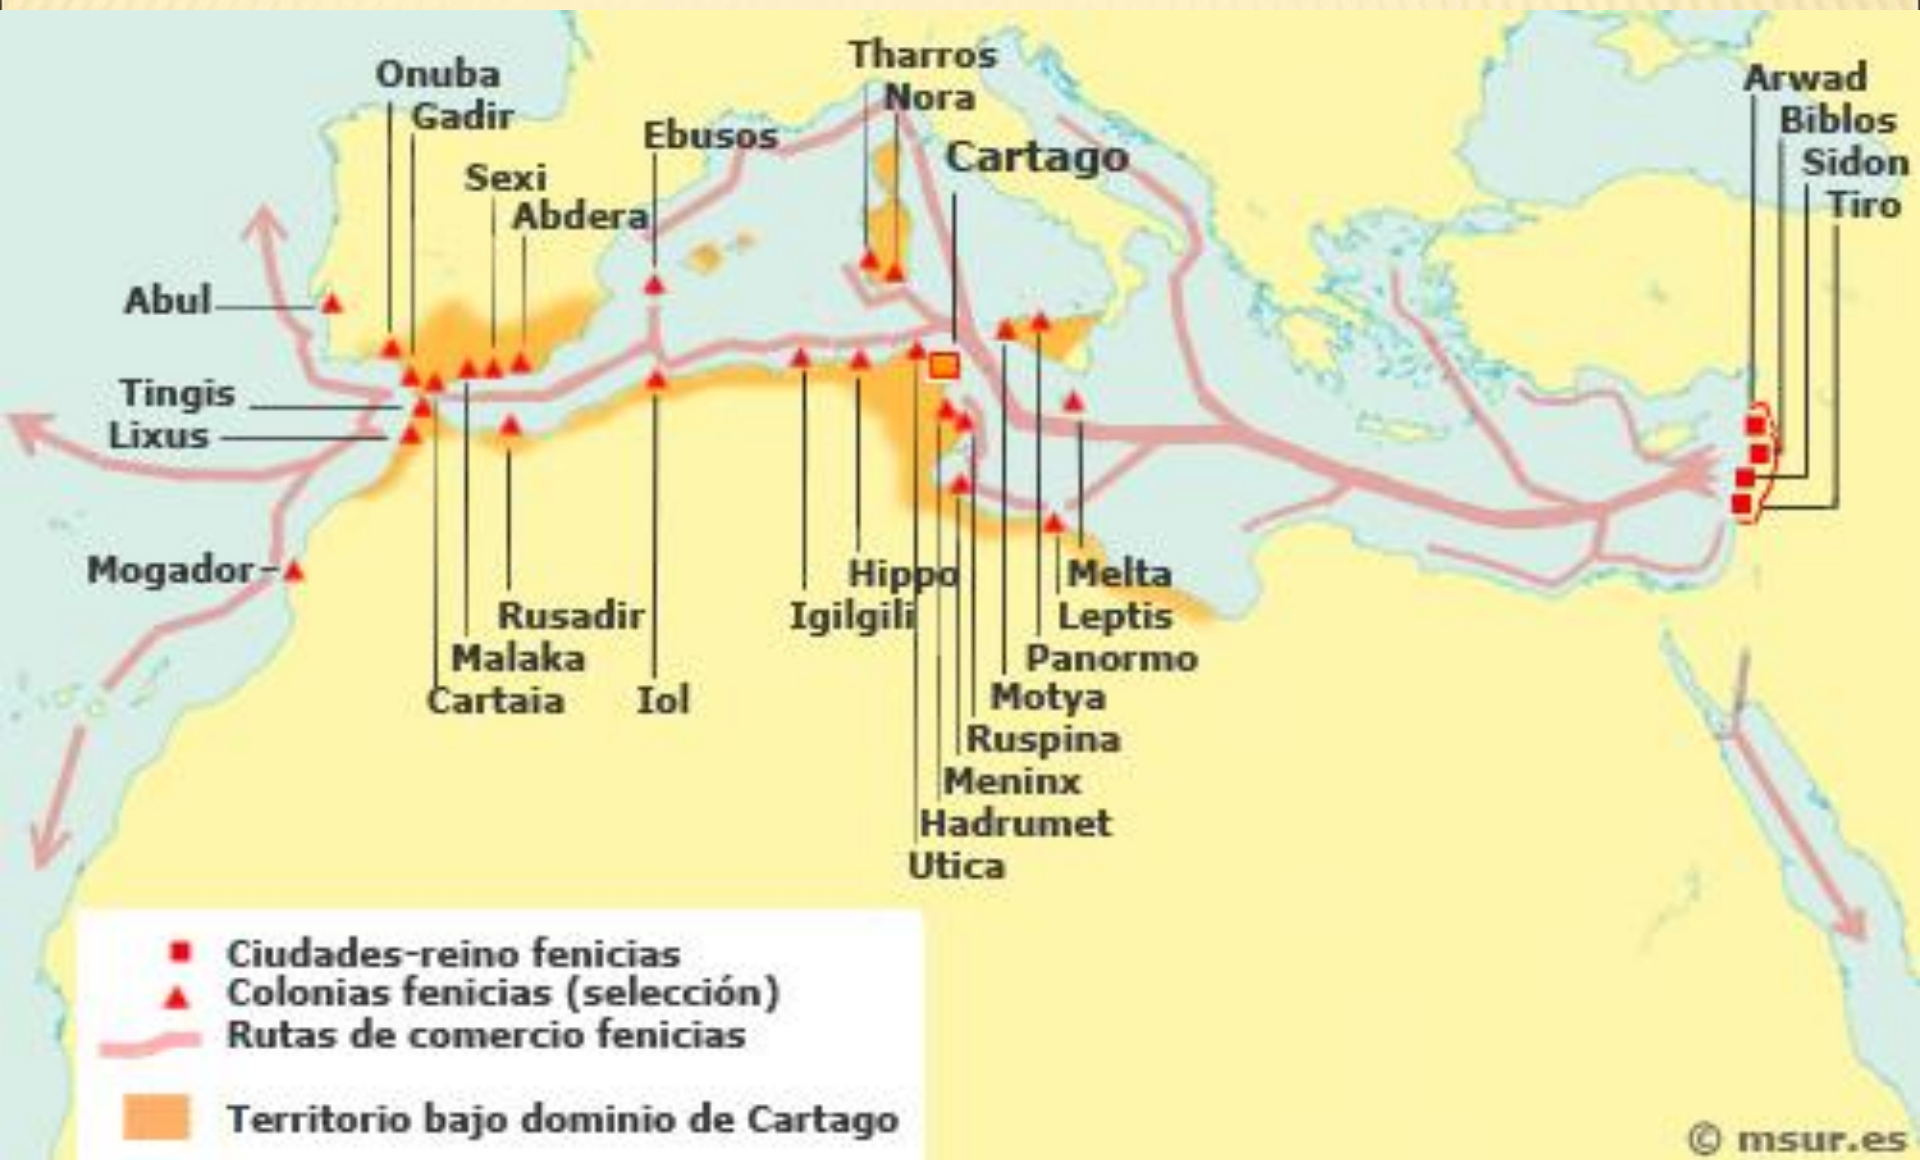 Tharros
Onuba
Arwad
Nora
Gadir
Biblos
Ebusos
Cartago
Sidon
Sexi
Tiro
Abdera
Abul
Tingis
Lixus
Mogador
Hippo
Melta
Rusadir
Igilgili
Leptis
Malaka
Panormo
Cartaia
Iol
Motya
Ruspina
Meninx
Hadrumet
Utica
Ciudades-reino fenicias
Colonias fenicias (selección)
Rutas de comercio fenicias
Territorio bajo dominio de Cartago
© msur.es